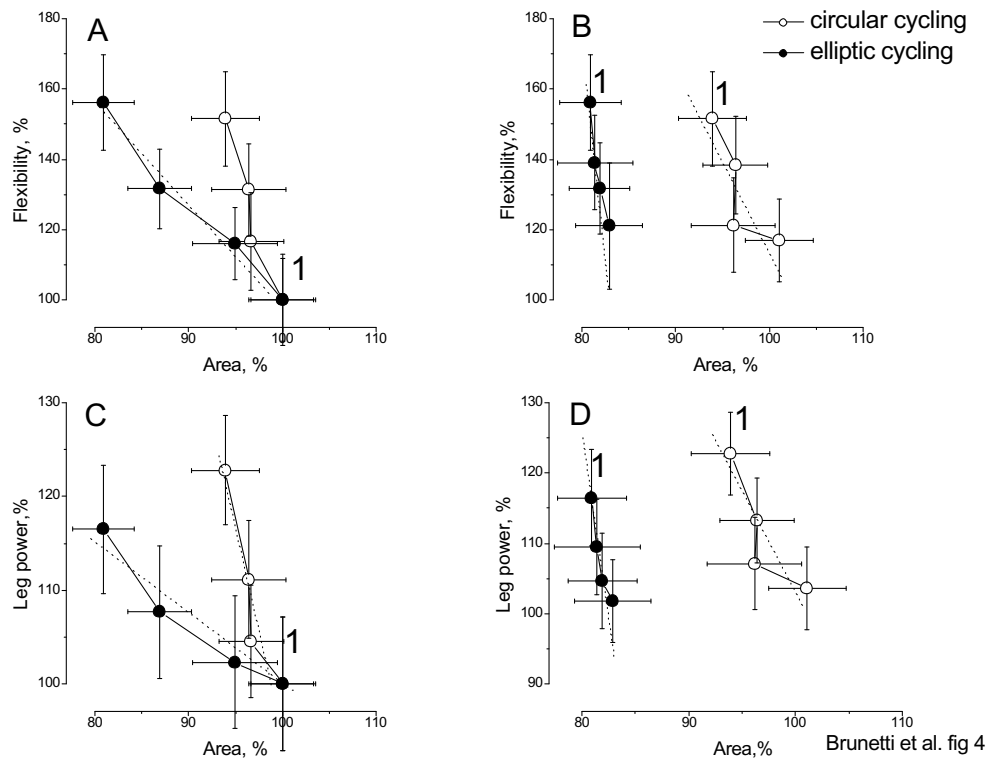 circular cycling
elliptic cycling
A
180
160
140
120
100
Flexibility, %
1
80 90 100 110
Area, %
B
180
160
140
120
100
Flexibility,%
1 1
80 90 100 110
Area, %
C
130
120
110
100
Leg power,%
1
80 90 100 110
Area, %
D
130
120
110
100
90
Leg power, %
1 1
80 90 100 110
Area,%
Brunetti et al. fig 4